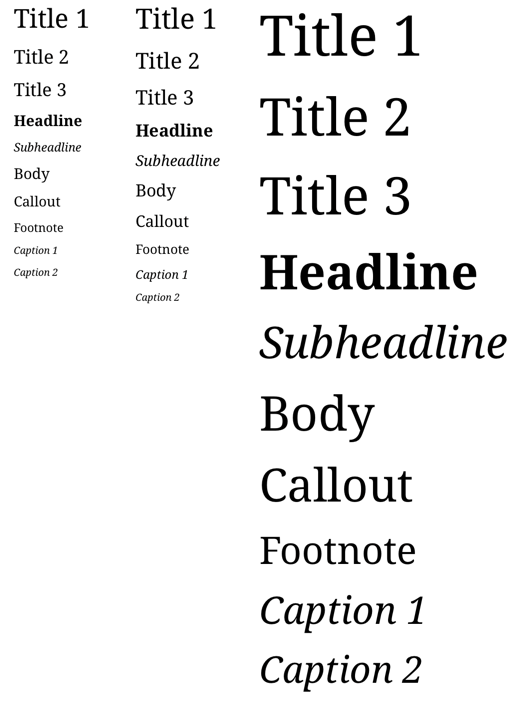 Title 1
Title 2
Title 3
Headline
Subheadline
Body
Callout
Footnote
Caption 1
Caption 2
Title 1
Title 2
Title 3
Headline
Subheadline
Body
Callout
Footnote
Caption 1
Caption 2
Title 1
Title 2
Title 3
Headline
Subheadline
Body
Callout
Footnote
Caption 1
Caption 2